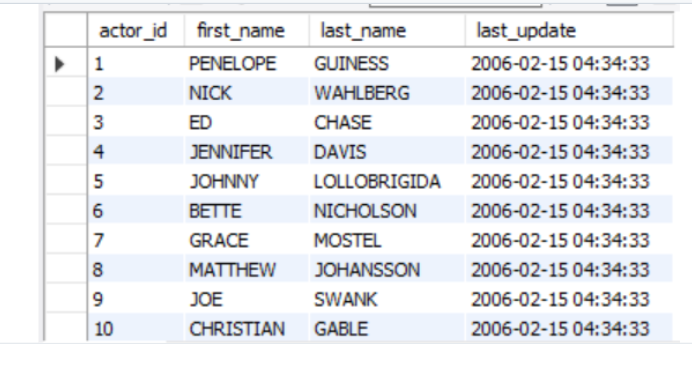 actor_id first_name last_name last_update
1 PENELOPE GUINESS 2006-02-15 04:34:33
2 NICK WAHLBERG 2006-02-15 04:34:33
3 ED CHASE 2006-02-15 04:34:33
4 JENNIFER DAVIS 2006-02-15 04:34:33
5 JOHNNY LOLLOBRIGIDA 2006-02-15 04:34:33
6 BETTE NICHOLSON 2006-02-15 04:34:33
7 GRACE MOSTEL 2006-02-15 04:34:33
8 MATTHEW JOHANSSON 2006-02-15 04:34:33
9 JOE SWANK 2006-02-15 04:34:33
10 CHRISTIAN GABLE 2006-02-15 04:34:33